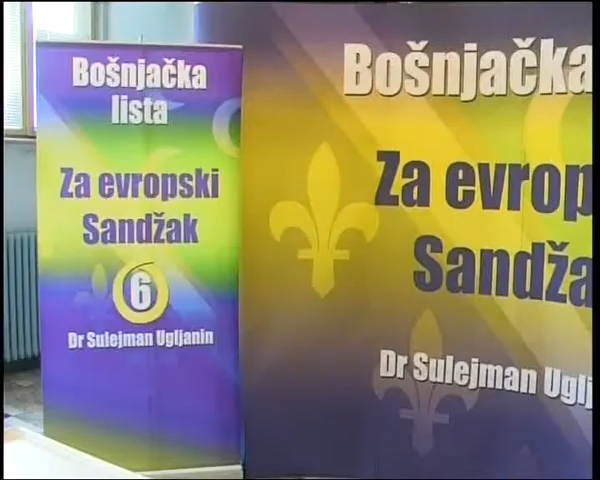 Bošnjačka
lista
Za evropski
Sandžak
6
Dr Sulejman Ugljanin
Bošnjačka
Za evrop
Sandža
Dr Sulejman Uglj